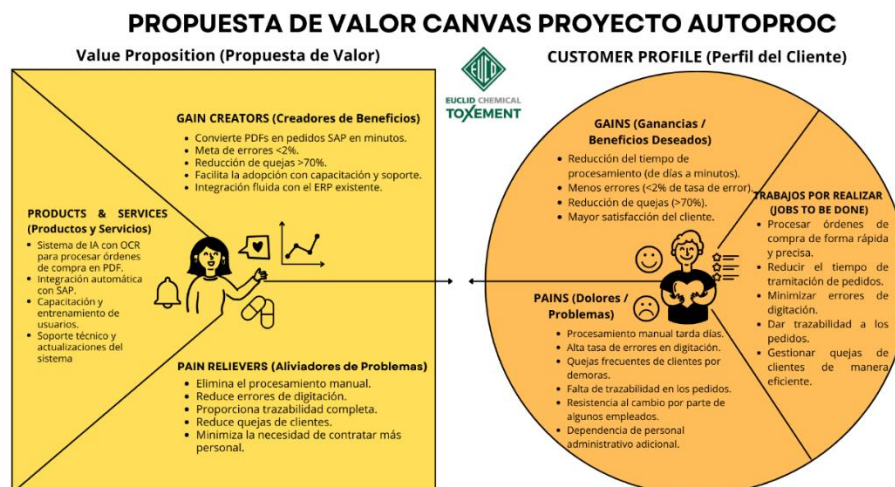 PROPUESTA DE VALOR CANVAS PROYECTO AUTOPROC
Value Proposition (Propuesta de Valor)
EUCO
EUCLID CHEMICAL
TOXEMENT
GAIN CREATORS (Creadores de Beneficios)
• Convierte PDFs en pedidos SAP en minutos.
• Meta de errores <2%.
• Reducción de quejas >70%.
• Facilita la adopción con capacitación y soporte.
• Integración fluida con el ERP existente.
PRODUCTS & SERVICES
(Productos y Servicios)
• Sistema de IA con OCR
para procesar órdenes
de compra en PDF.
• Integración automática
con SAP.
• Capacitación y
entrenamiento de
usuarios.
• Soporte técnico y
actualizaciones del
sistema
PAIN RELIEVERS (Aliviadores de Problemas)
• Elimina el procesamiento manual.
• Reduce errores de digitación.
• Proporciona trazabilidad completa.
• Reduce quejas de clientes.
• Minimiza la necesidad de contratar más
personal.
CUSTOMER PROFILE (Perfil del Cliente)
GAINS (Ganancias /
Beneficios Deseados)
• Reducción del tiempo de
procesamiento (de días a minutos).
• Menos errores (<2% de tasa de error).
• Reducción de quejas (>70%).
• Mayor satisfacción del cliente.
TRABAJOS POR REALIZAR
(JOBS TO BE DONE)
• Procesar órdenes de
compra de forma rápida
y precisa.
• Reducir el tiempo de
tramitación de pedidos.
• Minimizar errores de
digitación.
• Dar trazabilidad a los
pedidos.
• Gestionar quejas de
clientes de manera
eficiente.
PAINS (Dolores /
Problemas)
• Procesamiento manual tarda días.
• Alta tasa de errores en digitación.
• Quejas frecuentes de clientes por
demoras.
• Falta de trazabilidad en los pedidos.
• Resistencia al cambio por parte de
algunos empleados.
• Dependencia de personal
administrativo adicional.